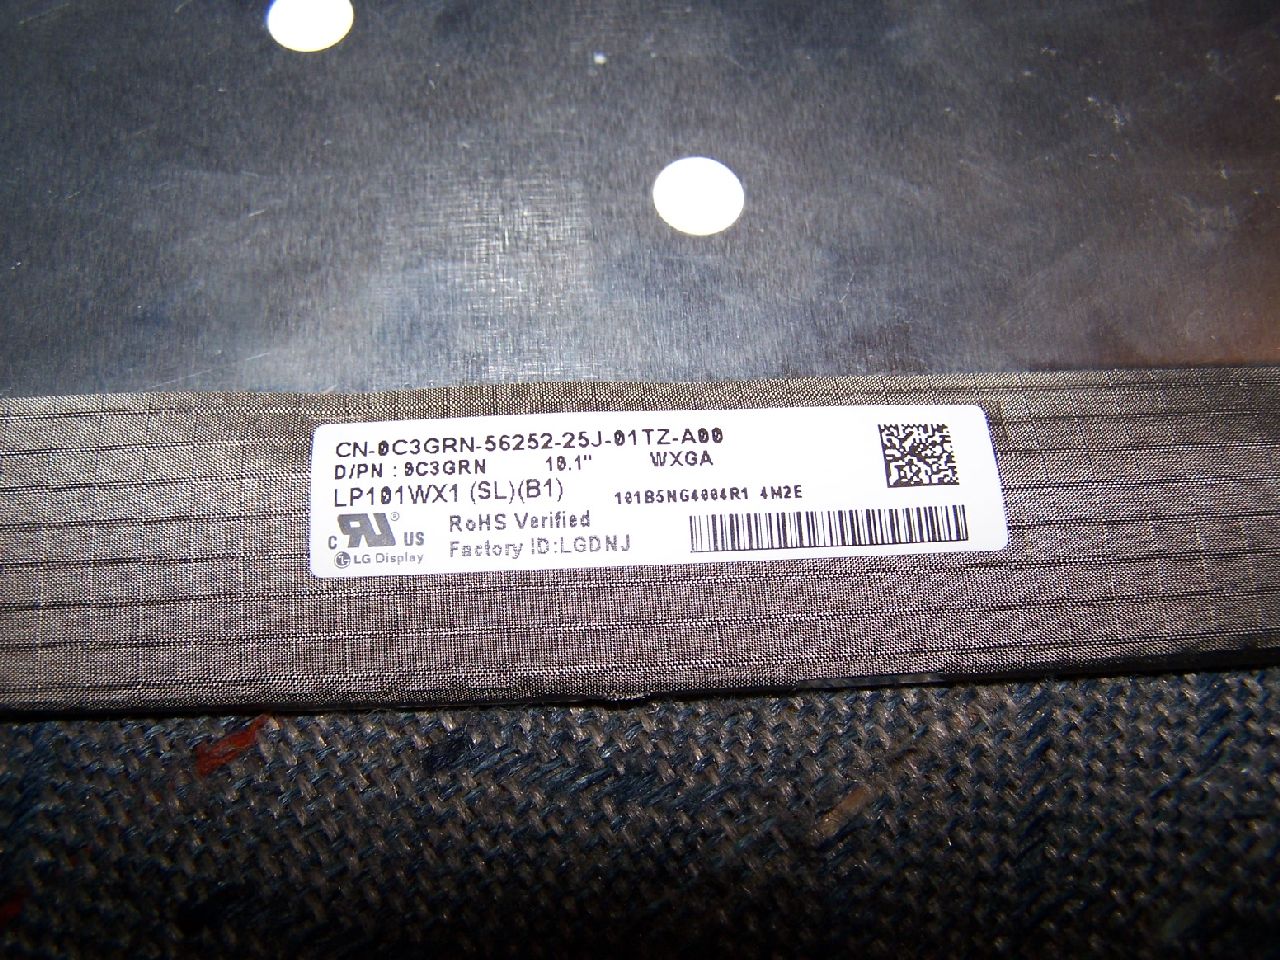 CN-0C3GRN-56252-25J-01TZ-A00
D/PN : 0C3GRN 10.1" WXGA
LP101WX1 (SL)(B1)
101B5NG4004R1 4M2E
c RU ® US
RoHS Verified
Factory ID:LGDNJ
LG Display